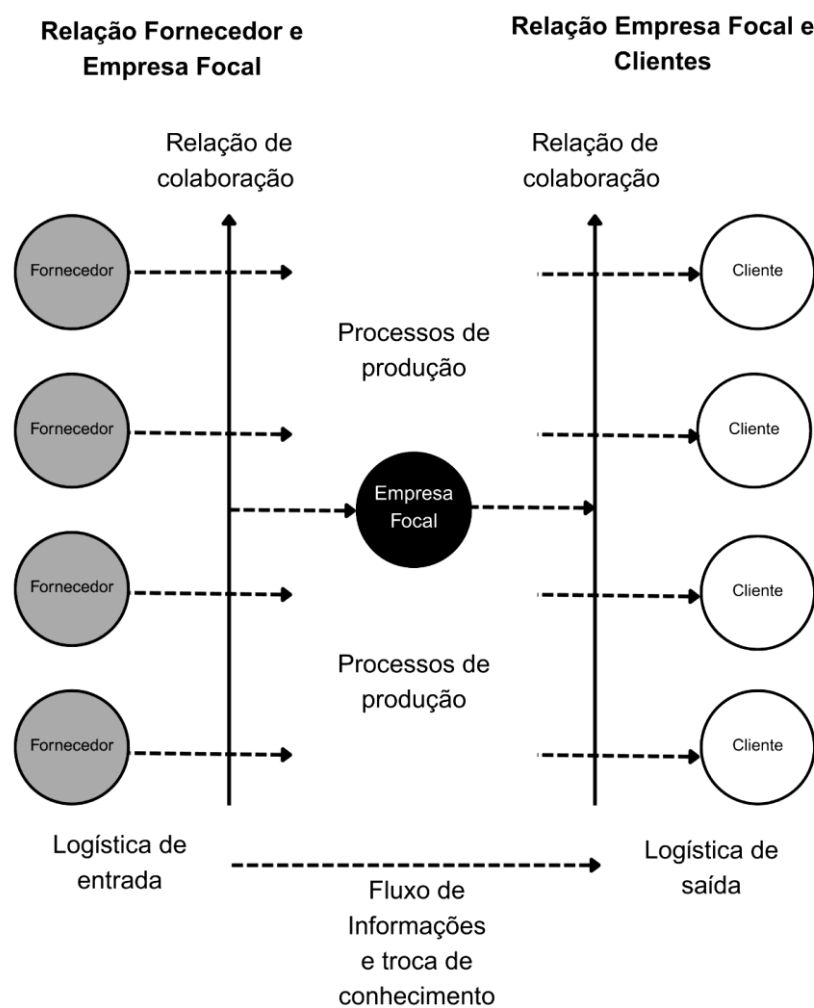 Relação Fornecedor e
Empresa Focal
Relação Empresa Focal e
Clientes
Relação de
colaboração
Relação de
colaboração
Fornecedor
Cliente
Processos de
produção
Fornecedor
Cliente
Empresa
Focal
Fornecedor
Cliente
Processos de
produção
Fornecedor
Cliente
Logística de
entrada
Fluxo de
Informações
e troca de
conhecimento
Logística de
saída